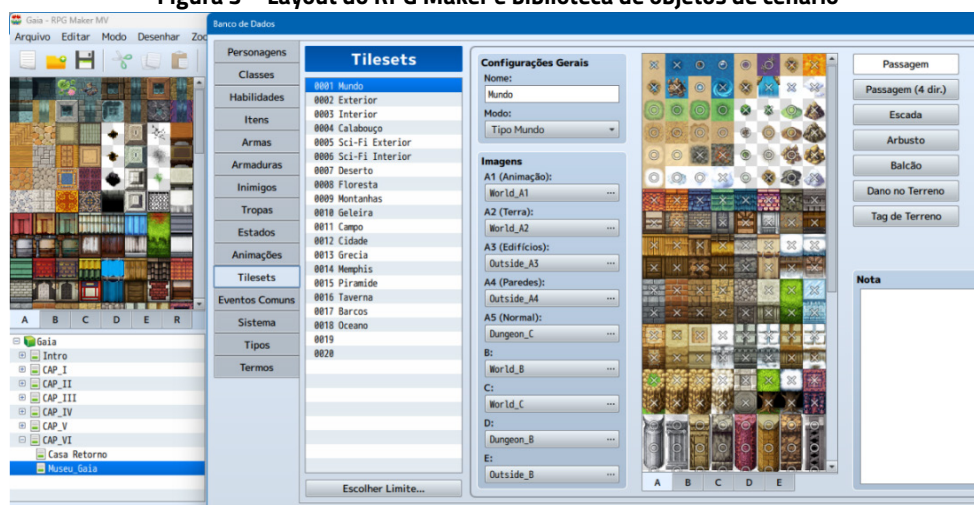 Figura 5 – Layout do RPG Maker e biblioteca de objetos de cenário
Gaia - RPG Maker MV
Arquivo Editar Modo Desenhar
A B C D E R
Gaia
Intro
CAP_I
CAP_II
CAP_III
CAP_IV
CAP_V
CAP_VI
Casa Retorno
Museu_Gaia
Banco de Dados
Personagens
Classes
Habilidades
Itens
Armas
Armaduras
Inimigos
Tropas
Estados
Animações
Tilesets
Eventos Comuns
Sistema
Tipos
Termos
Tilesets
0001 Mundo
0002 Exterior
0003 Interior
0004 Calabouço
0005 Sci-Fi Exterior
0006 Sci-Fi Interior
0007 Deserto
0008 Floresta
0009 Montanhas
0010 Geleira
0011 Campo
0012 Cidade
0013 Grecia
0014 Memphis
0015 Piramide
0016 Taverna
0017 Barcos
0018 Oceano
0019
0020
Escolher Limite...
Configurações Gerais
Nome:
Mundo
Modo:
Tipo Mundo
Imagens
A1 (Animação):
World_A1 ...
A2 (Terra):
World_A2 ...
A3 (Edifícios):
Outside_A3 ...
A4 (Paredes):
Outside_A4 ...
A5 (Normal):
Dungeon_C ...
B:
World_B ...
C:
World_C ...
D:
Dungeon_B ...
E:
Outside_B ...
A B C D E
Passagem
Passagem (4 dir.)
Escada
Arbusto
Balcão
Dano no Terreno
Tag de Terreno
Nota